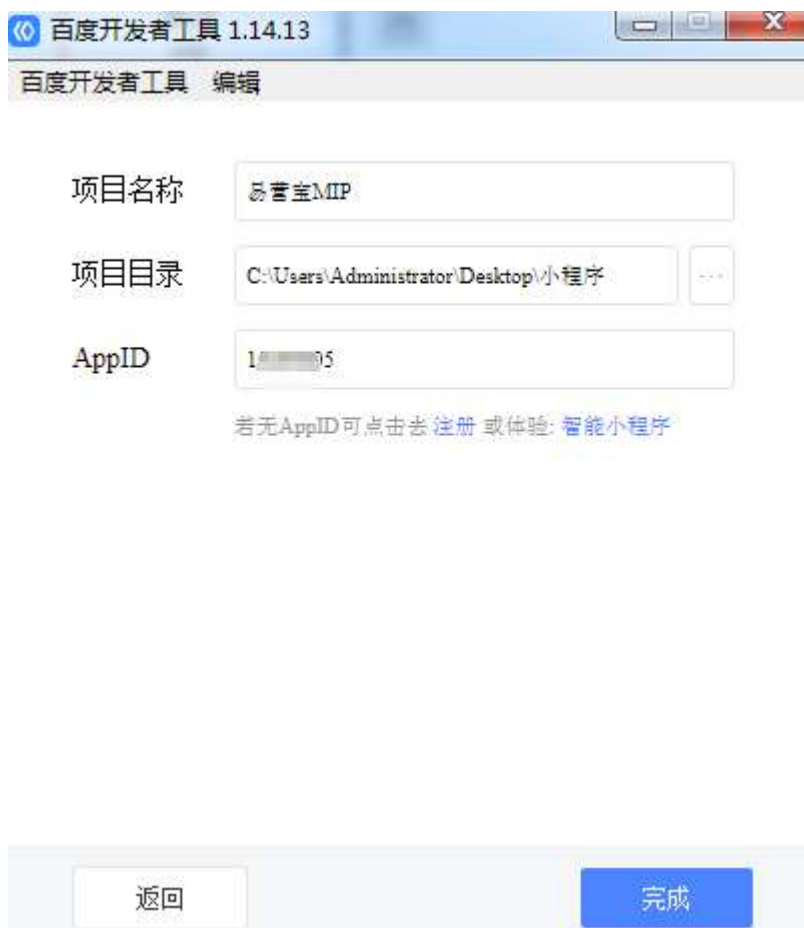 百度开发者工具 1.14.13
百度开发者工具 编辑
项目名称 易营宝MIP
项目目录 C:\Users\Administrator\Desktop\小程序 ...
AppID 1 05
若无AppID可点击去 注册 或体验: 智能小程序
返回 完成